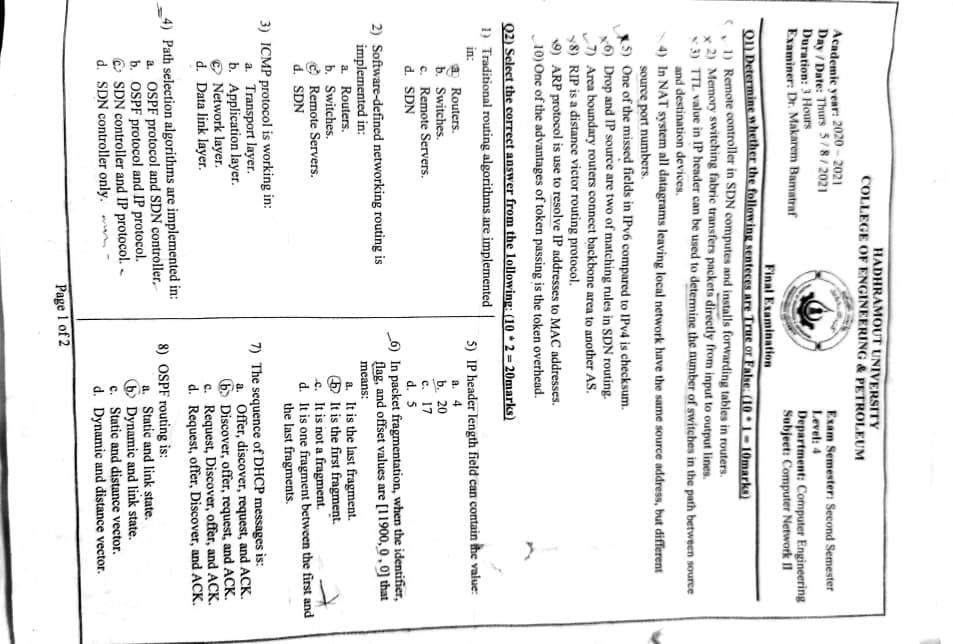 HADHRAMOUT UNIVERSITY
COLLEGE OF ENGINEERING & PETROLEUM
Academic year: 2020 – 2021
Day / Date: Thurs 5 / 8 / 2021
Duration: 3 Hours
Examiner: Dr. Makarem Bamatraf
Exam Semester: Second Semester
Level: 4
Department: Computer Engineering
Subject: Computer Network II
Final Examination
Q1) Determine whether the following senteces are True or False: (10 * 1 = 10marks)
1) Remote controller in SDN computes and installs forwarding tables in routers.
x 2) Memory switching fabric transfers packets directly from input to output lines.
x 3) TTL value in IP header can be used to determine the number of switches in the path between source
and destination devices.
4) In NAT system all datagrams leaving local network have the same source address, but different
source port numbers.
5) One of the missed fields in IPv6 compared to IPv4 is checksum.
x 6) Drop and IP source are two of matching rules in SDN routing.
7) Area boundary routers connect backbone area to another AS.
8) RIP is a distance victor routing protocol.
9) ARP protocol is use to resolve IP addresses to MAC addresses.
10) One of the advantages of token passing is the token overhead.
Q2) Select the correct answer from the following: (10 * 2 = 20marks)
1) Traditional routing algorithms are implemented
in:
a. Routers.
b. Switches.
c. Remote Servers.
d. SDN
2) Software-defined networking routing is
implemented in:
a. Routers.
b. Switches.
c. Remote Servers.
d. SDN
3) ICMP protocol is working in:
a. Transport layer.
b. Application layer.
c. Network layer.
d. Data link layer.
4) Path selection algorithms are implemented in:
a. OSPF protocol and SDN controller.
b. OSPF protocol and IP protocol.
c. SDN controller and IP protocol.
d. SDN controller only.
5) IP header length field can contain the value:
a. 4
b. 20
c. 17
d. 5
6) In packet fragmentation, when the identifier,
flag, and offset values are [11900, 0 , 0] that
means:
a. It is the last fragment.
b. It is the first fragment.
c. It is not a fragment.
d. It is one fragment between the first and
the last fragments.
7) The sequence of DHCP messages is:
a. Offer, discover, request, and ACK.
b. Discover, offer, request, and ACK.
c. Request, Discover, offer, and ACK.
d. Request, offer, Discover, and ACK.
8) OSPF routing is:
a. Static and link state.
b. Dynamic and link state.
c. Static and distance vector.
d. Dynamic and distance vector.
Page 1 of 2